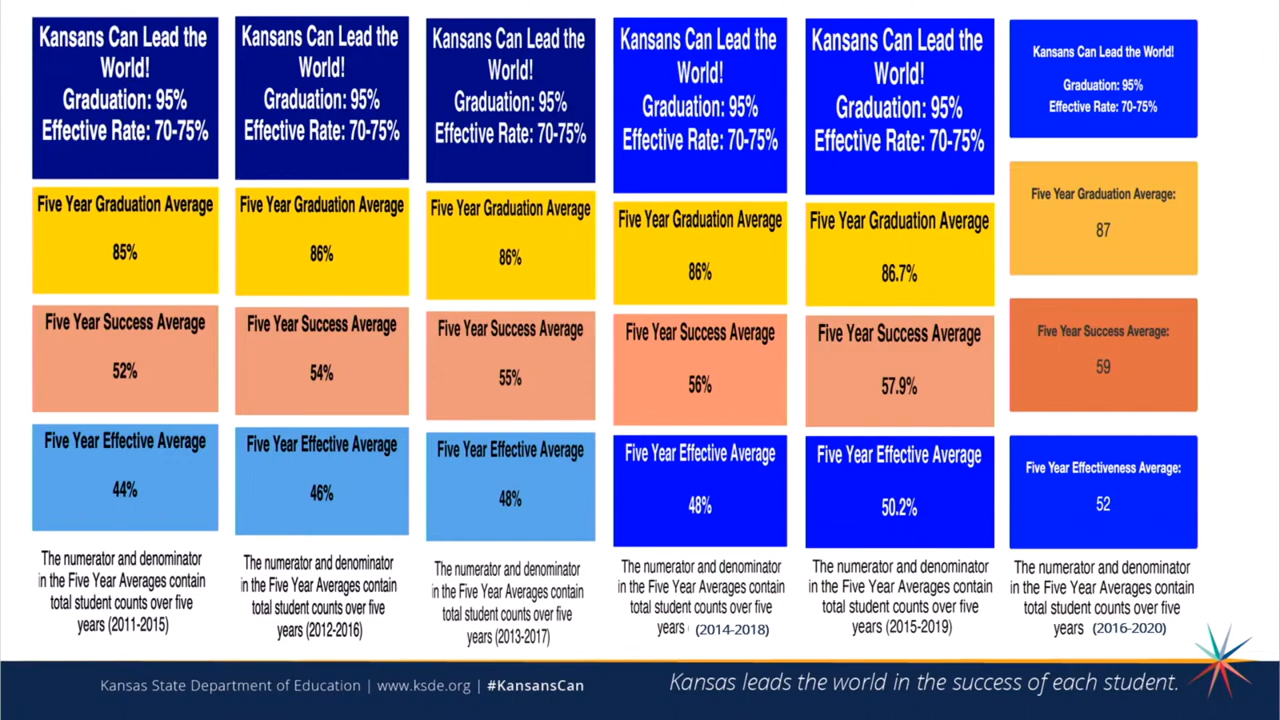 Kansans Can Lead the
World!
Graduation: 95%
Effective Rate: 70-75%
Five Year Graduation Average
85%
Five Year Success Average
52%
Five Year Effective Average
44%
The numerator and denominator
in the Five Year Averages contain
total student counts over five
years (2011-2015)
Kansans Can Lead the
World!
Graduation: 95%
Effective Rate: 70-75%
Five Year Graduation Average
86%
Five Year Success Average
54%
Five Year Effective Average
46%
The numerator and denominator
in the Five Year Averages contain
total student counts over five
years (2012-2016)
Kansans Can Lead the
World!
Graduation: 95%
Effective Rate: 70-75%
Five Year Graduation Average
86%
Five Year Success Average
55%
Five Year Effective Average
48%
The numerator and denominator
in the Five Year Averages contain
total student counts over five
years (2013-2017)
Kansans Can Lead the
World!
Graduation: 95%
Effective Rate: 70-75%
Five Year Graduation Average
86%
Five Year Success Average
56%
Five Year Effective Average
48%
The numerator and denominator
in the Five Year Averages contain
total student counts over five
years (2014-2018)
Kansans Can Lead the
World!
Graduation: 95%
Effective Rate: 70-75%
Five Year Graduation Average
86.7%
Five Year Success Average
57.9%
Five Year Effective Average
50.2%
The numerator and denominator
in the Five Year Averages contain
total student counts over five
years (2015-2019)
Kansans Can Lead the World!
Graduation: 95%
Effective Rate: 70-75%
Five Year Graduation Average:
87
Five Year Success Average:
59
Five Year Effectiveness Average:
52
The numerator and denominator
in the Five Year Averages contain
total student counts over five
years (2016-2020)
Kansas State Department of Education | www.ksde.org | #KansansCan
Kansas leads the world in the success of each student.